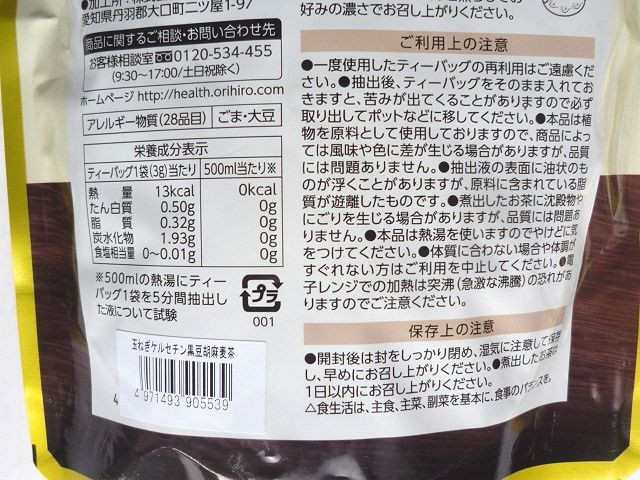 ●加工所:株式会
愛知県丹羽郡大口町二ツ屋1-97
商品に関するご相談・お問い合わせ先
お客様相談室 0120-534-455
(9:30~17:00/土日祝除く)
ホームページ http://health.orihiro.com
アレルギー物質(28品目) ごま・大豆
栄養成分表示
ティーバッグ1袋(3g)当たり 500ml当たり※
熱量 13kcal 0kcal
たん白質 0.50g 0g
脂質 0.32g 0g
炭水化物 1.93g 0g
食塩相当量 0~0.01g 0g
※500mlの熱湯にティー
バッグ1袋を5分間抽出し
た液について試験
プラ
001
玉ねぎケルセチン黒豆胡麻麦茶
4 971493 905539
4
好みの濃さでお召し上がりください。
ご利用上の注意
●一度使用したティーバッグの再利用はご遠慮くだ
さい。●抽出後、ティーバッグをそのまま入れてお
きますと、苦みが出てくることがありますので必ず
取り出してポットなどに移してください。●本品は植
物を原料として使用しておりますので、商品によっ
ては風味や色に差が生じる場合がありますが、品質
には問題ありません。●抽出液の表面に油状のも
のが浮くことがありますが、原料に含まれている脂
質が遊離したものです。●煮出したお茶に沈殿物や
にごりを生じる場合がありますが、品質には問題あ
りません。●本品は熱湯を使いますのでやけどに気
をつけてください。●体質に合わない場合や体調が
すぐれない方はご利用を中止してください。●電
子レンジでの加熱は突沸(急激な沸騰)の恐れがあ
りますのでご注意ください。
保存上の注意
●開封後は封をしっかり閉め、湿気に注意して保存
し、早めにお召し上がりください。●煮出したお茶は
1日以内にお召し上がりください。
△食生活は、主食、主菜、副菜を基本に、食事のバランスを。